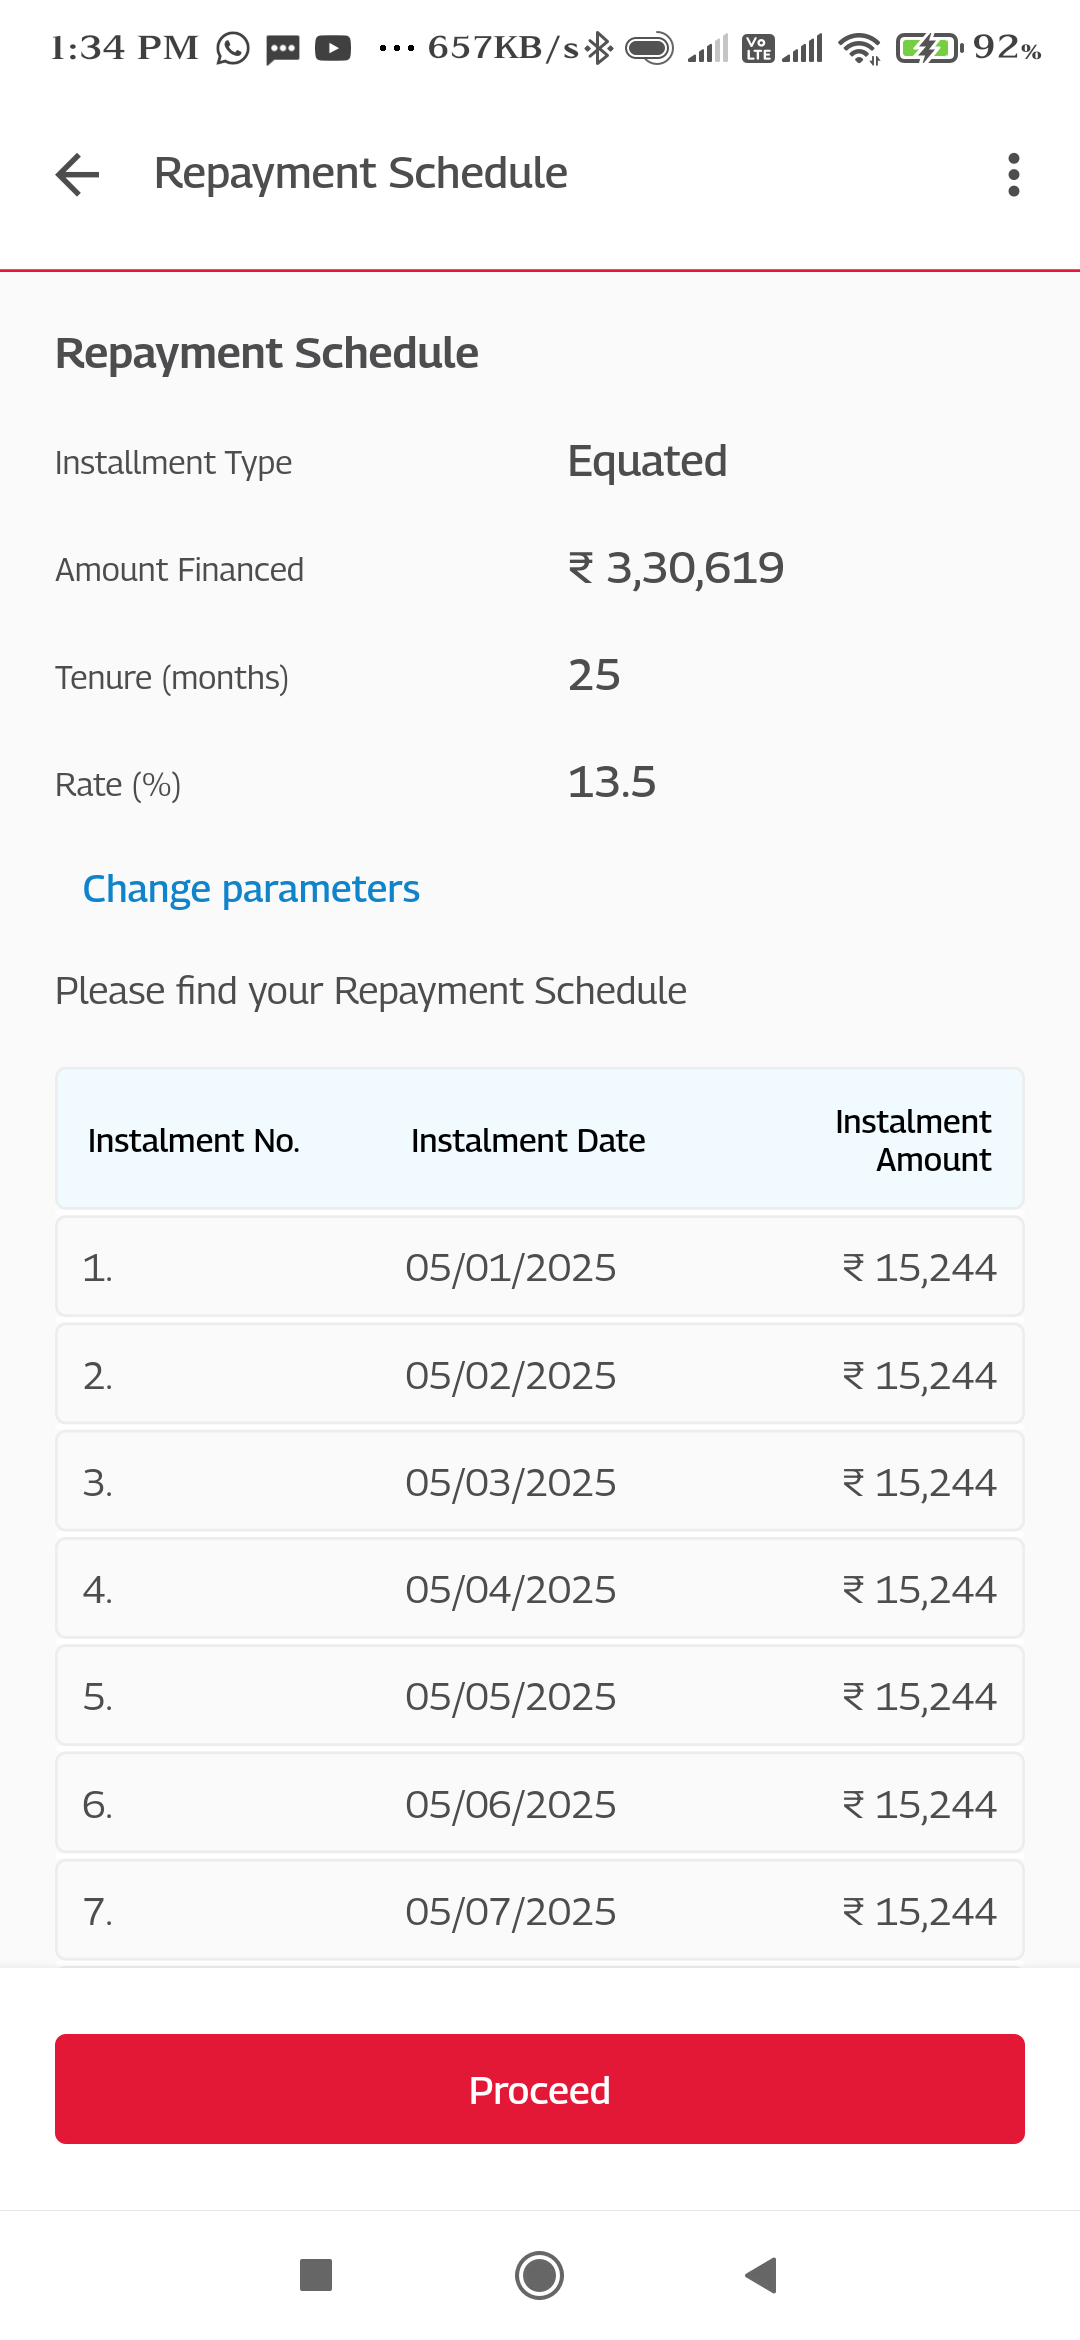 1:34 PM ... 657KB/s Vo LTE 92%
Repayment Schedule
Repayment Schedule
Installment Type Equated
Amount Financed ₹ 3,30,619
Tenure (months) 25
Rate (%) 13.5
Change parameters
Please find your Repayment Schedule
Instalment No. Instalment Date Instalment Amount
1. 05/01/2025 ₹ 15,244
2. 05/02/2025 ₹ 15,244
3. 05/03/2025 ₹ 15,244
4. 05/04/2025 ₹ 15,244
5. 05/05/2025 ₹ 15,244
6. 05/06/2025 ₹ 15,244
7. 05/07/2025 ₹ 15,244
Proceed